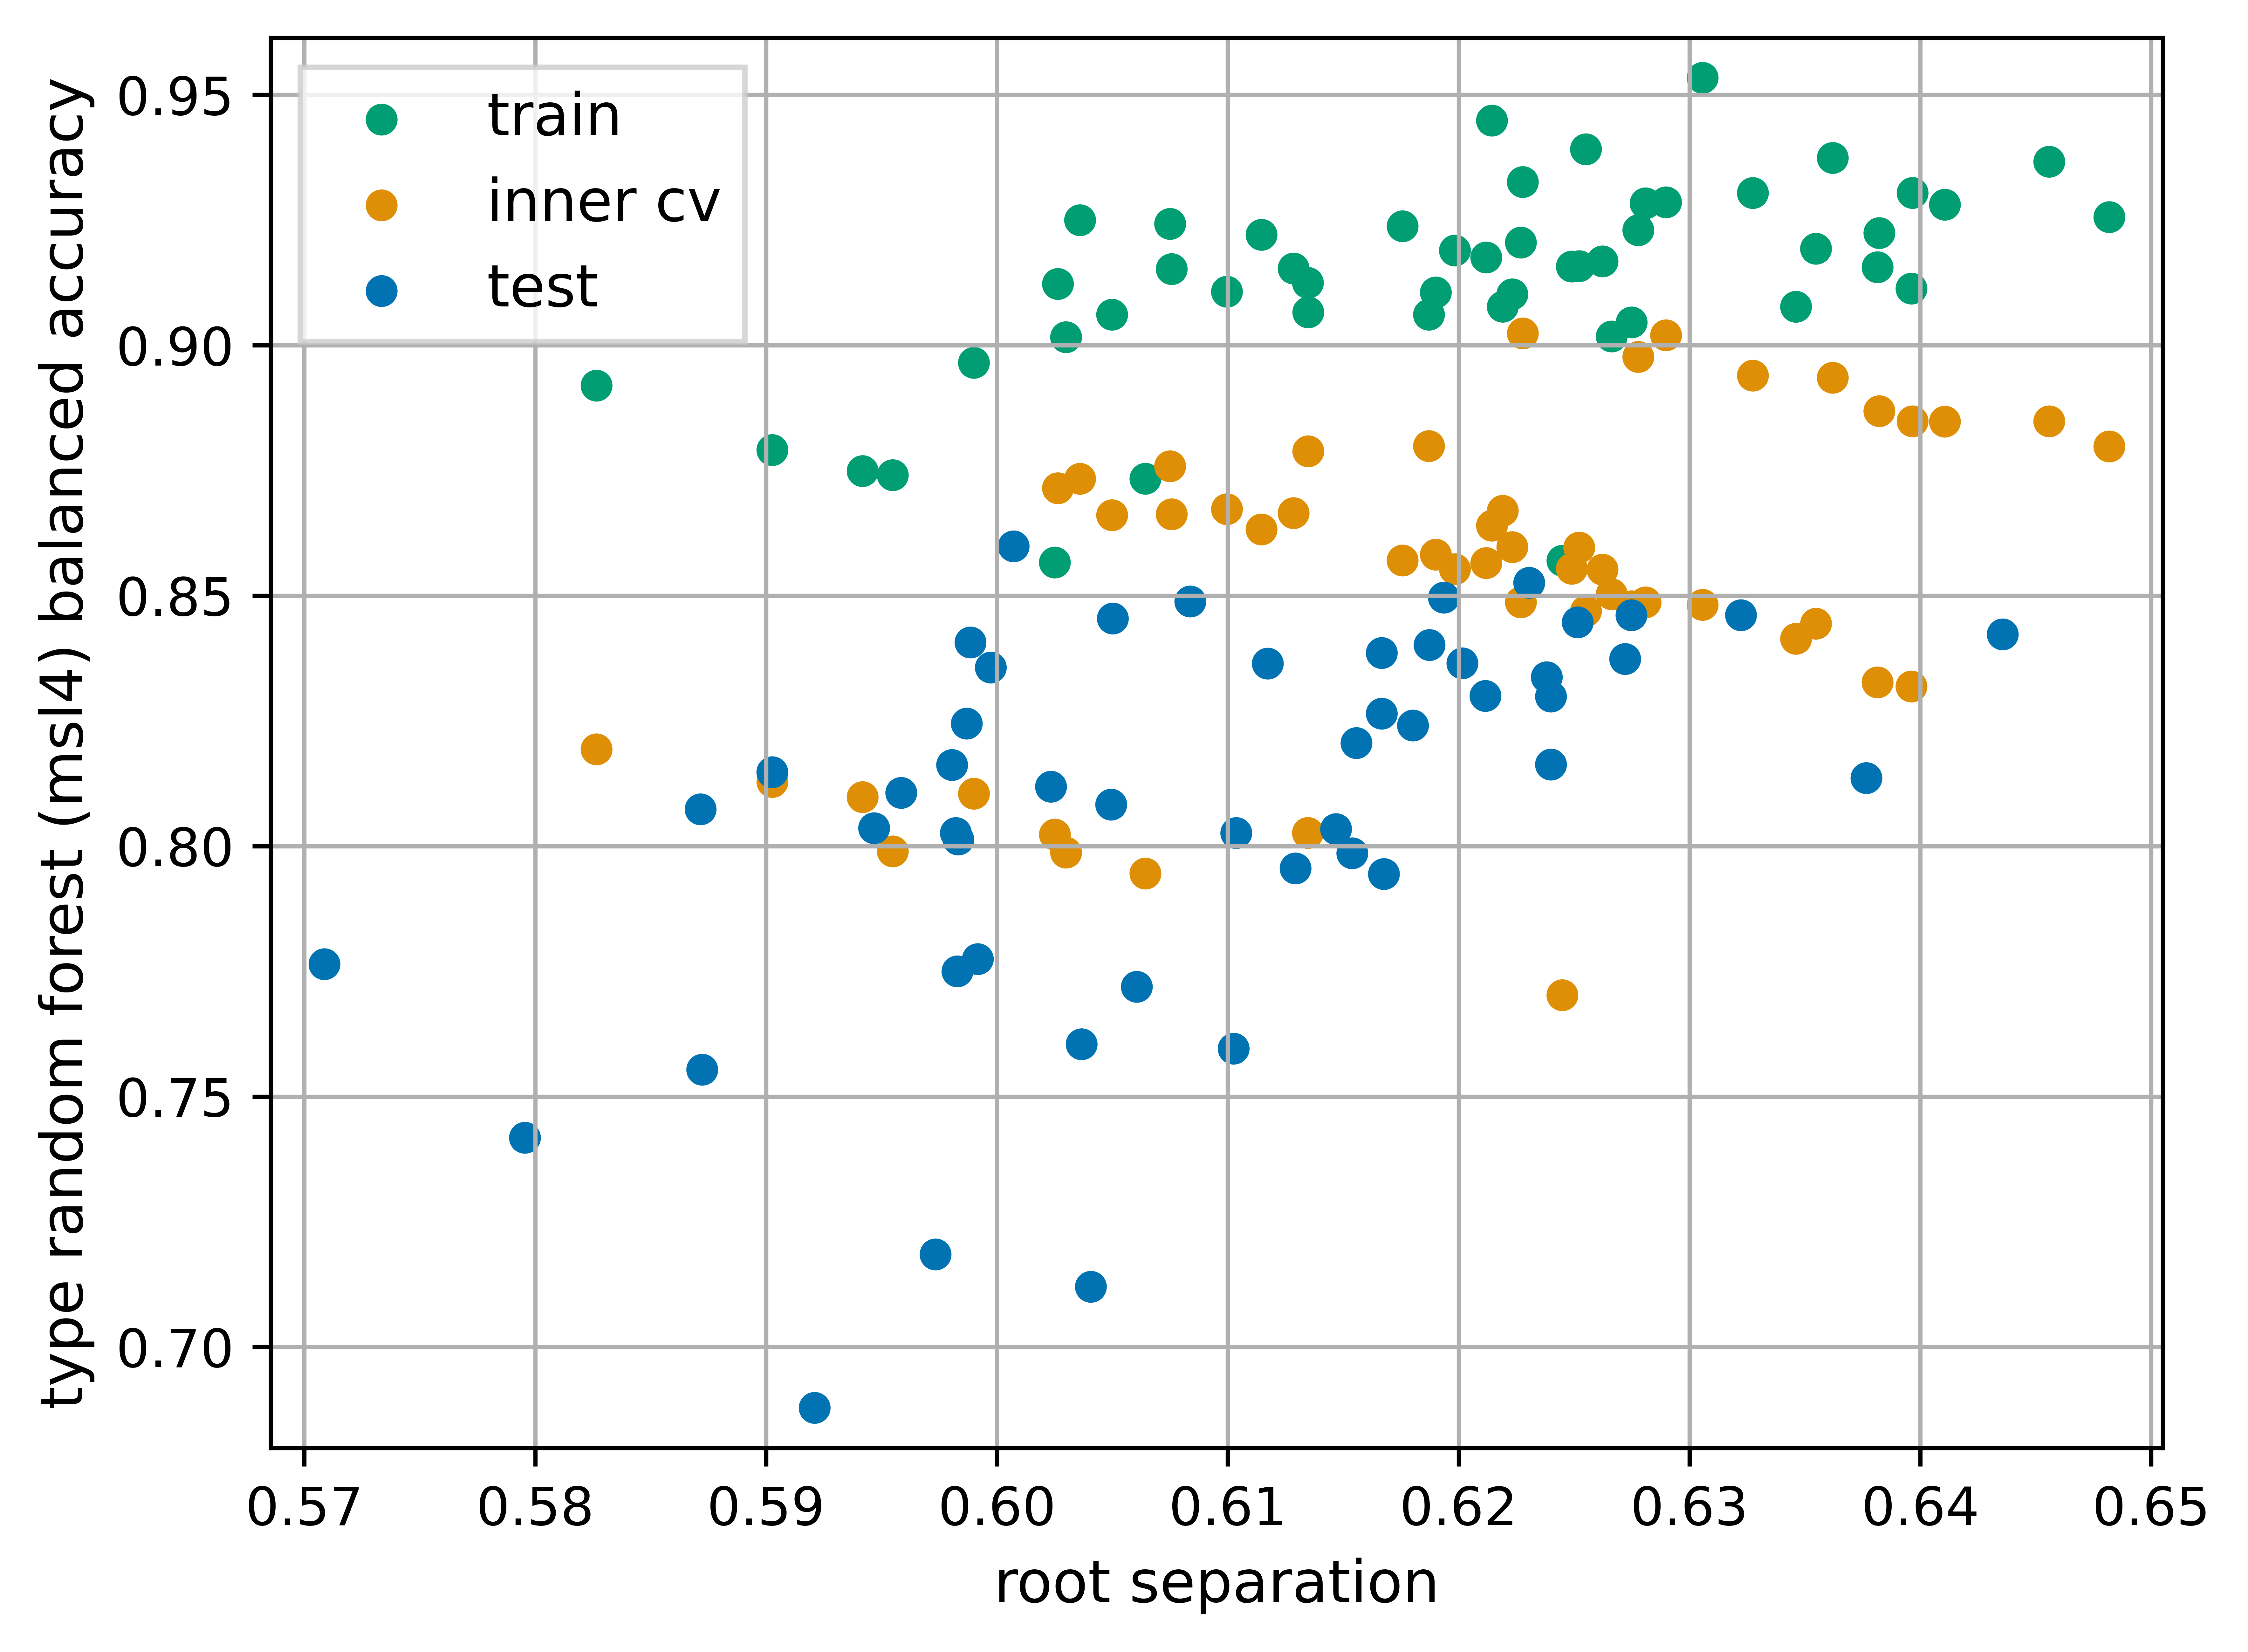 type random forest (msl4) balanced accuracy
0.95
0.90
0.85
0.80
0.75
0.70
train
inner cv
test
0.57 0.58 0.59 0.60 0.61 0.62 0.63 0.64 0.65
root separation